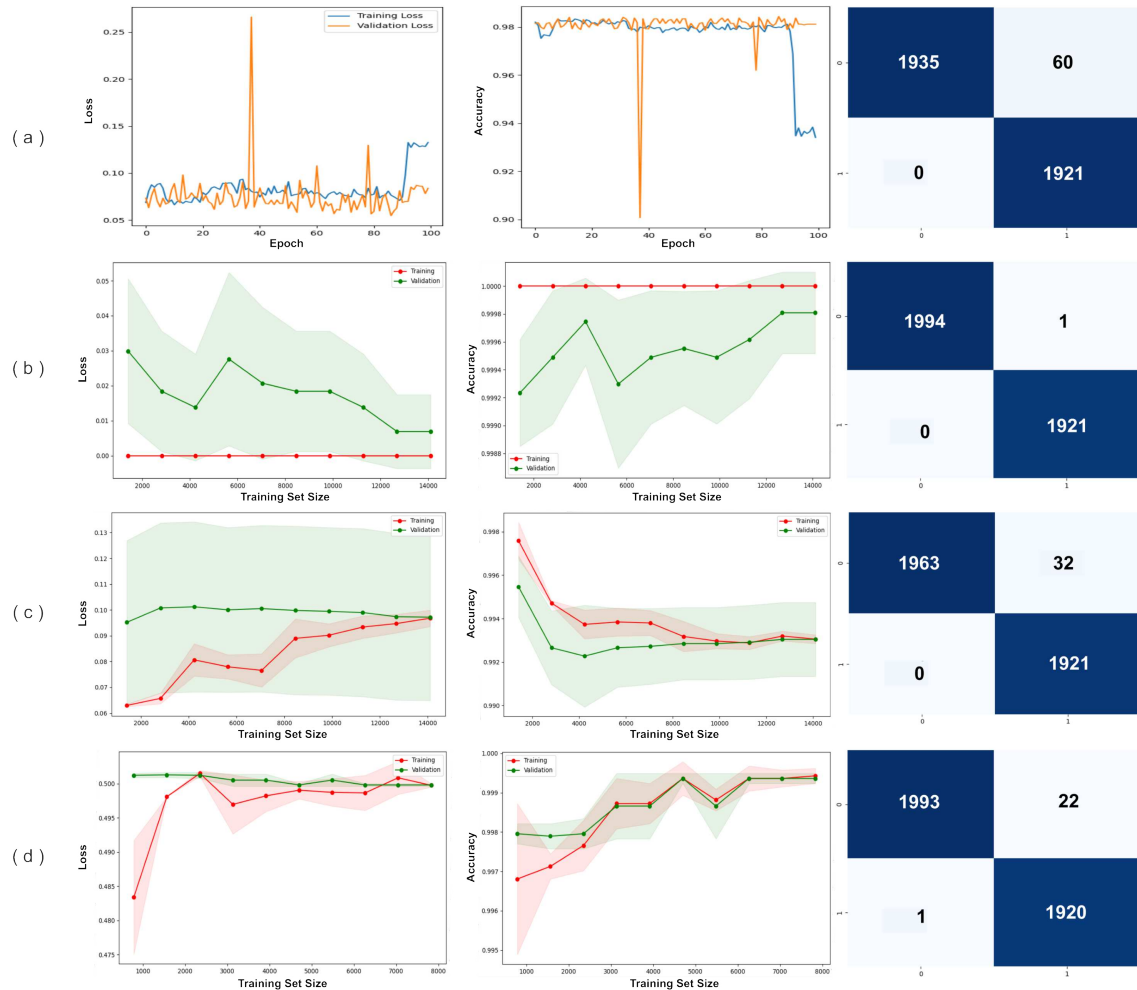 ( a )
Loss
0.25
0.20
0.15
0.10
0.05
0 20 40 60 80 100
Epoch
Training Loss
Validation Loss
Accuracy
0.98
0.96
0.94
0.92
0.90
0 20 40 60 80 100
Epoch
0
1
1935 60
0 1921
0 1
( b )
Loss
0.05
0.04
0.03
0.02
0.01
0.00
2000 4000 6000 8000 10000 12000 14000
Training Set Size
Training
Validation
Accuracy
1.0000
0.9998
0.9996
0.9994
0.9992
0.9990
0.9988
2000 4000 6000 8000 10000 12000 14000
Training Set Size
Training
Validation
0
1
1994 1
0 1921
0 1
( c )
Loss
0.13
0.12
0.11
0.10
0.09
0.08
0.07
0.06
2000 4000 6000 8000 10000 12000 14000
Training Set Size
Training
Validation
Accuracy
0.998
0.996
0.994
0.992
0.990
2000 4000 6000 8000 10000 12000 14000
Training Set Size
Training
Validation
0
1
1963 32
0 1921
0 1
( d )
Loss
0.500
0.495
0.490
0.485
0.480
0.475
1000 2000 3000 4000 5000 6000 7000 8000
Training Set Size
Training
Validation
Accuracy
1.000
0.999
0.998
0.997
0.996
0.995
1000 2000 3000 4000 5000 6000 7000 8000
Training Set Size
Training
Validation
0
1
1993 22
1 1920
0 1